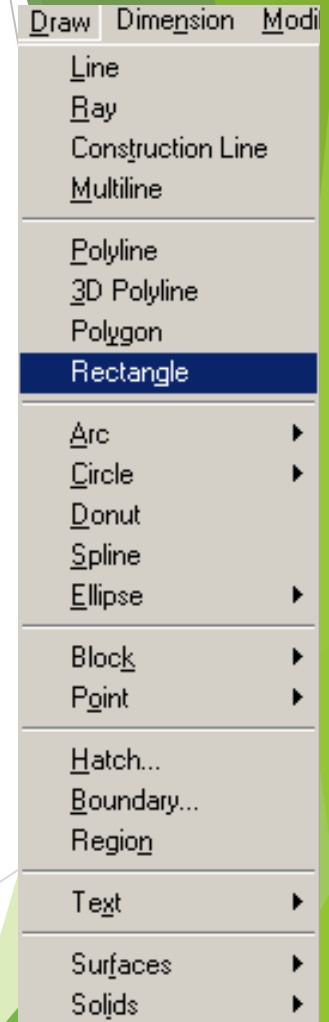 Draw Dimension Modi
Line
Ray
Construction Line
Multiline
Polyline
3D Polyline
Polygon
Rectangle
Arc
Circle
Donut
Spline
Ellipse
Block
Point
Hatch...
Boundary...
Region
Text
Surfaces
Solids